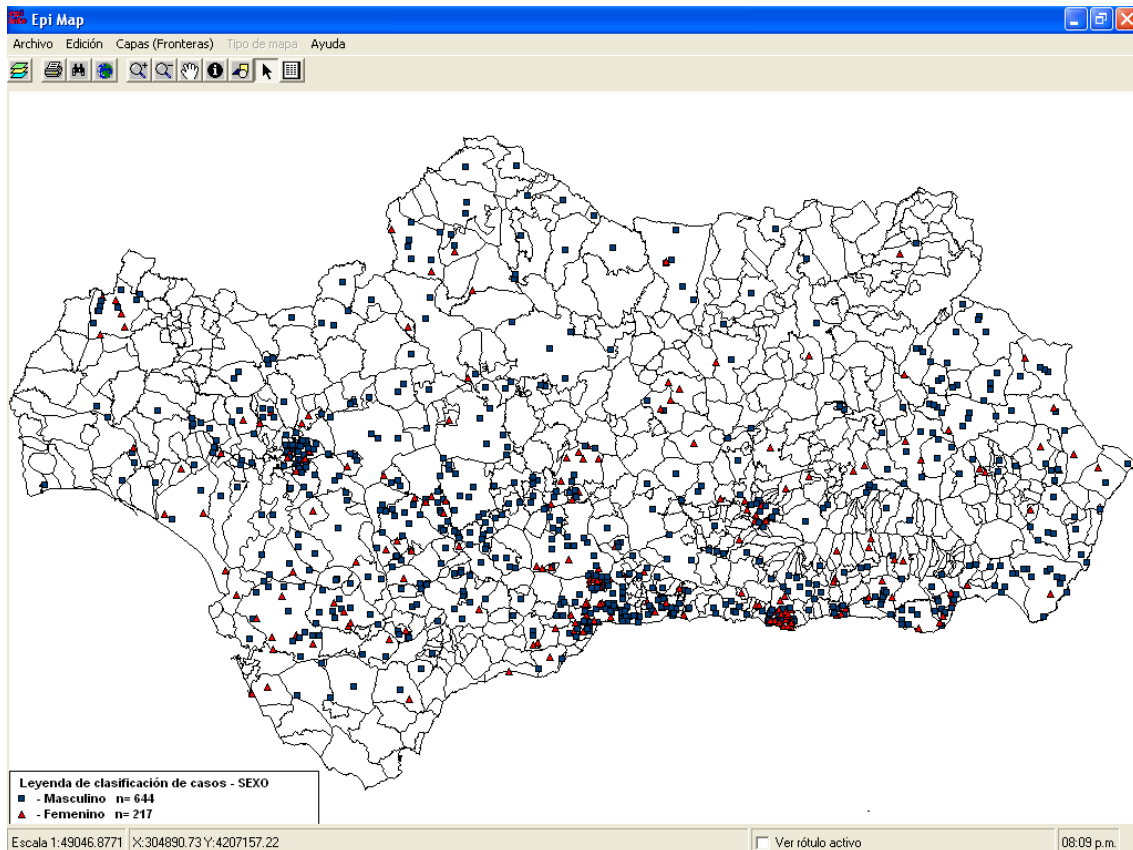 Epi Map
Archivo Edición Capas (Fronteras) Tipo de mapa Ayuda
Leyenda de clasificación de casos - SEXO
- Masculino n= 644
- Femenino n= 217
Escala 1:49046.8771 X:304890.73 Y:4207157.22 Ver rótulo activo 08:09 p.m.